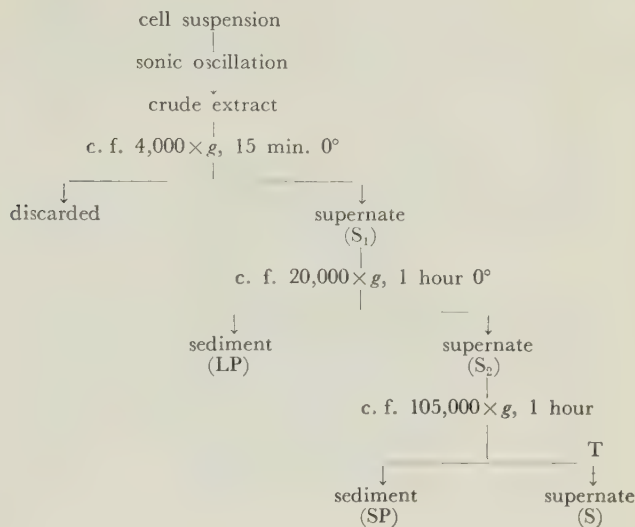 cell suspension
sonic oscillation
crude extract
c. f. 4,000×g, 15 min. 0°
discarded
supernate
(S₁)
c. f. 20,000×g, 1 hour 0°
sediment
(LP)
supernate
(S₂)
c. f. 105,000×g, 1 hour
T
sediment
(SP)
supernate
(S)